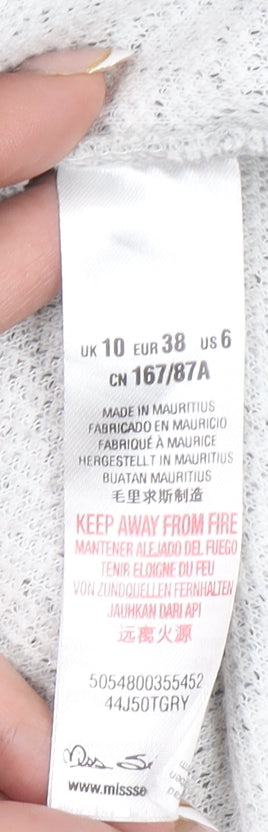 UK 10 EUR 38 US 6
CN 167/87A
MADE IN MAURITIUS
FABRICADO EN MAURICIO
FABRIQUÉ À MAURICE
HERGESTELLT IN MAURITIUS
BUATAN MAURITIUS
毛里求斯制造
KEEP AWAY FROM FIRE
MANTENER ALEJADO DEL FUEGO
TENIR ELOIGNE DU FEU
VON ZUNDQUELLEN FERNHALTEN
JAUHKAN DARI API
远离火源
5054800355452
44J50TGRY
Miss Se
www.missse